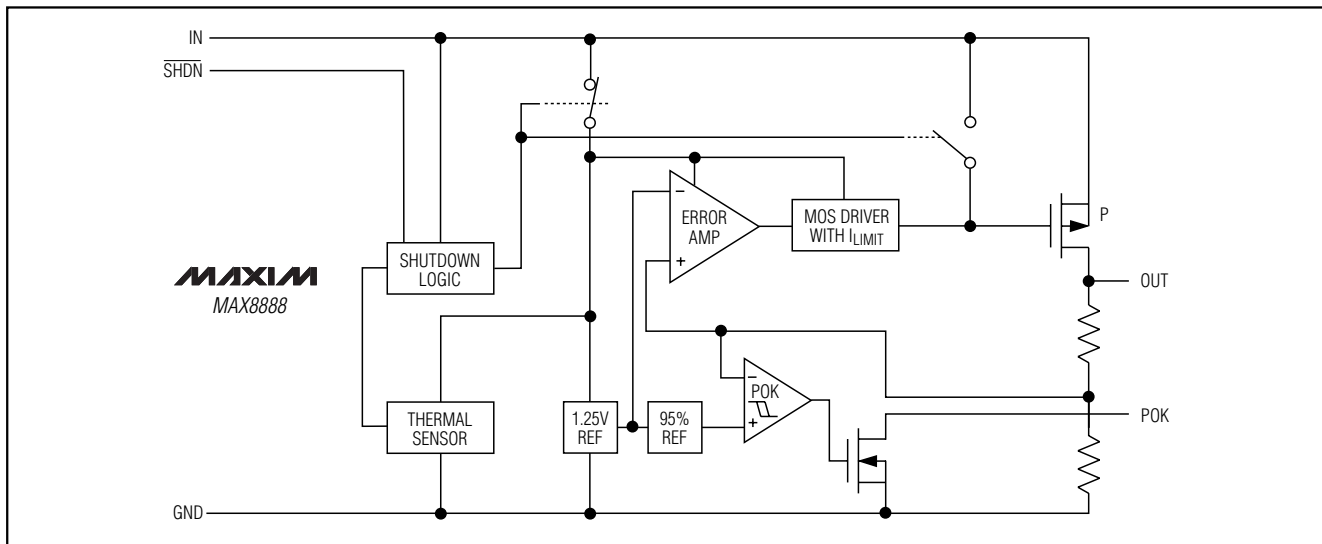 IN
SHDN
P
ERROR
AMP
MOS DRIVER
WITH ILIMIT
SHUTDOWN
LOGIC
MAXIM
MAX8888
OUT
POK
THERMAL
SENSOR
1.25V
REF
95%
REF
POK
GND
−
+
−
+